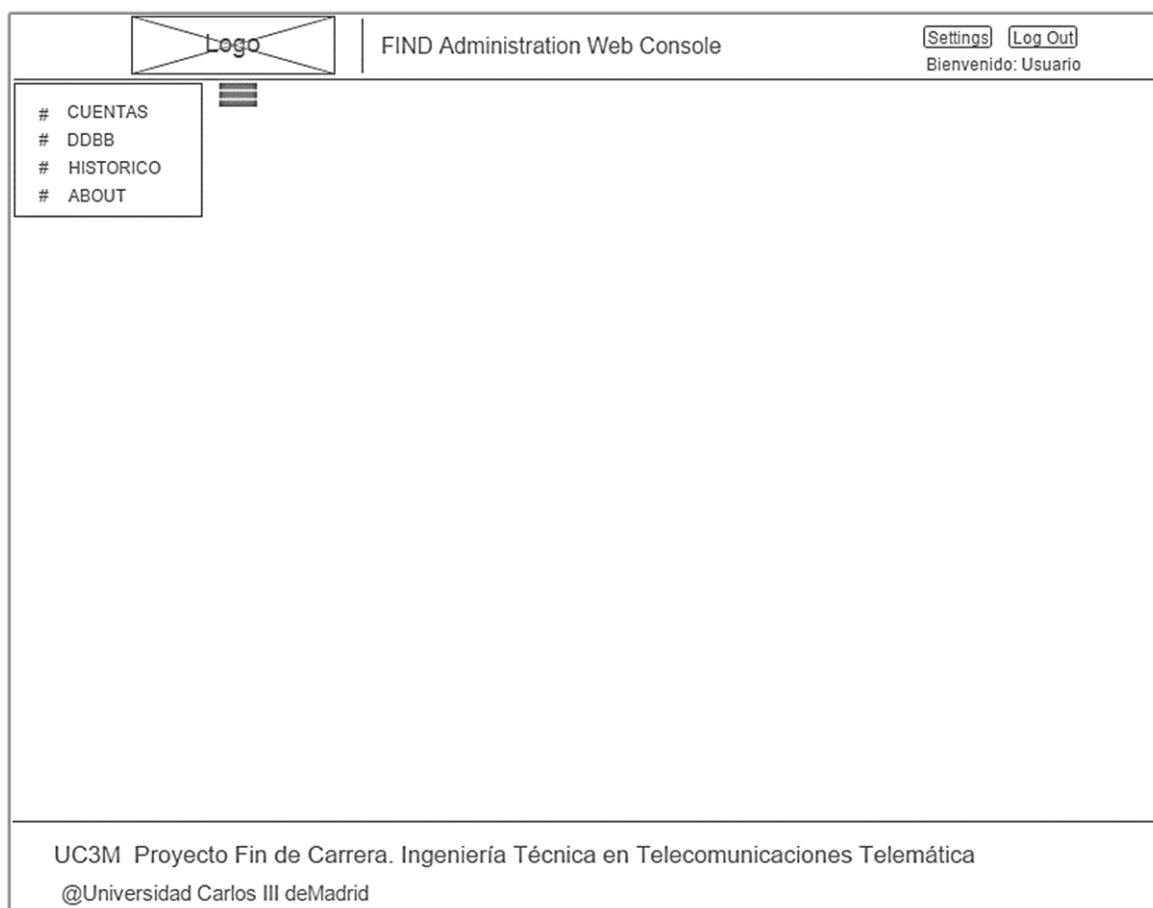 Logo
FIND Administration Web Console
Settings
Log Out
Bienvenido: Usuario
# CUENTAS
# DDBB
# HISTORICO
# ABOUT
UC3M Proyecto Fin de Carrera. Ingeniería Técnica en Telecomunicaciones Telemática
@Universidad Carlos III deMadrid